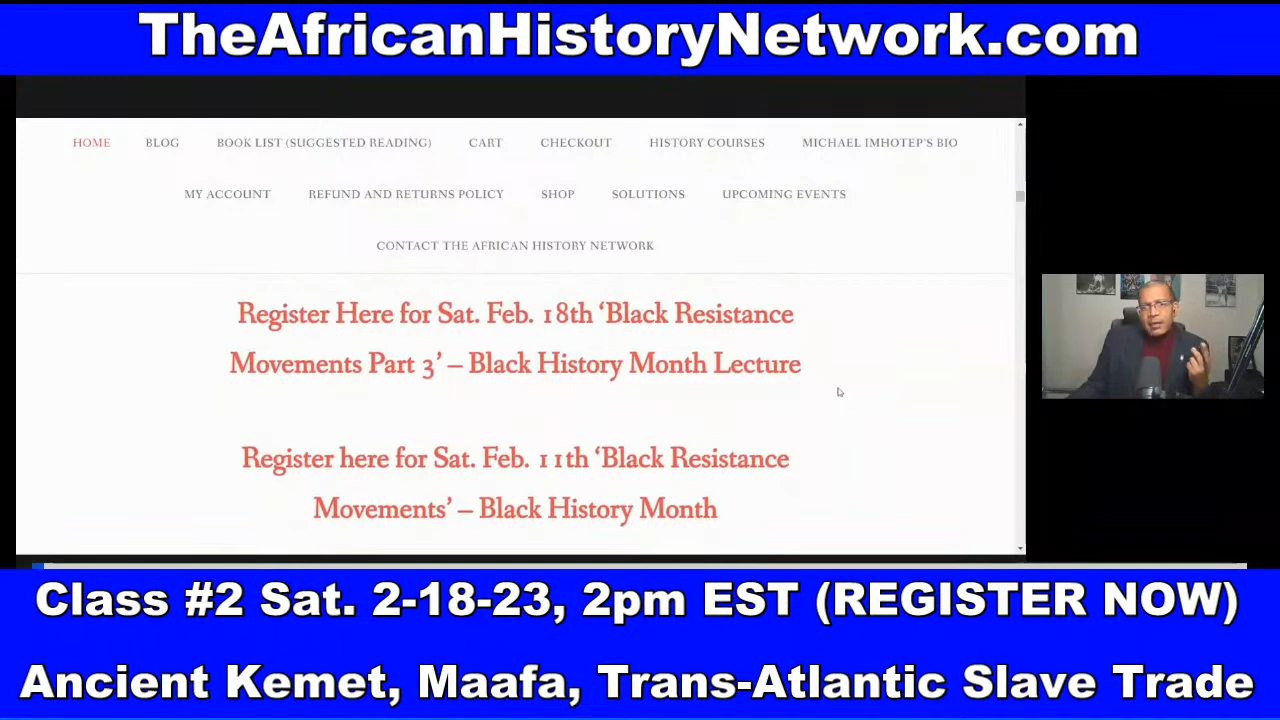 TheAfricanHistoryNetwork.com
HOME BLOG BOOK LIST (SUGGESTED READING) CART CHECKOUT HISTORY COURSES MICHAEL IMHOTEP'S BIO
MY ACCOUNT REFUND AND RETURNS POLICY SHOP SOLUTIONS UPCOMING EVENTS
CONTACT THE AFRICAN HISTORY NETWORK
Register Here for Sat. Feb. 18th ‘Black Resistance
Movements Part 3’ – Black History Month Lecture
Register here for Sat. Feb. 11th ‘Black Resistance
Movements’ – Black History Month
Class #2 Sat. 2-18-23, 2pm EST (REGISTER NOW)
Ancient Kemet, Maafa, Trans-Atlantic Slave Trade